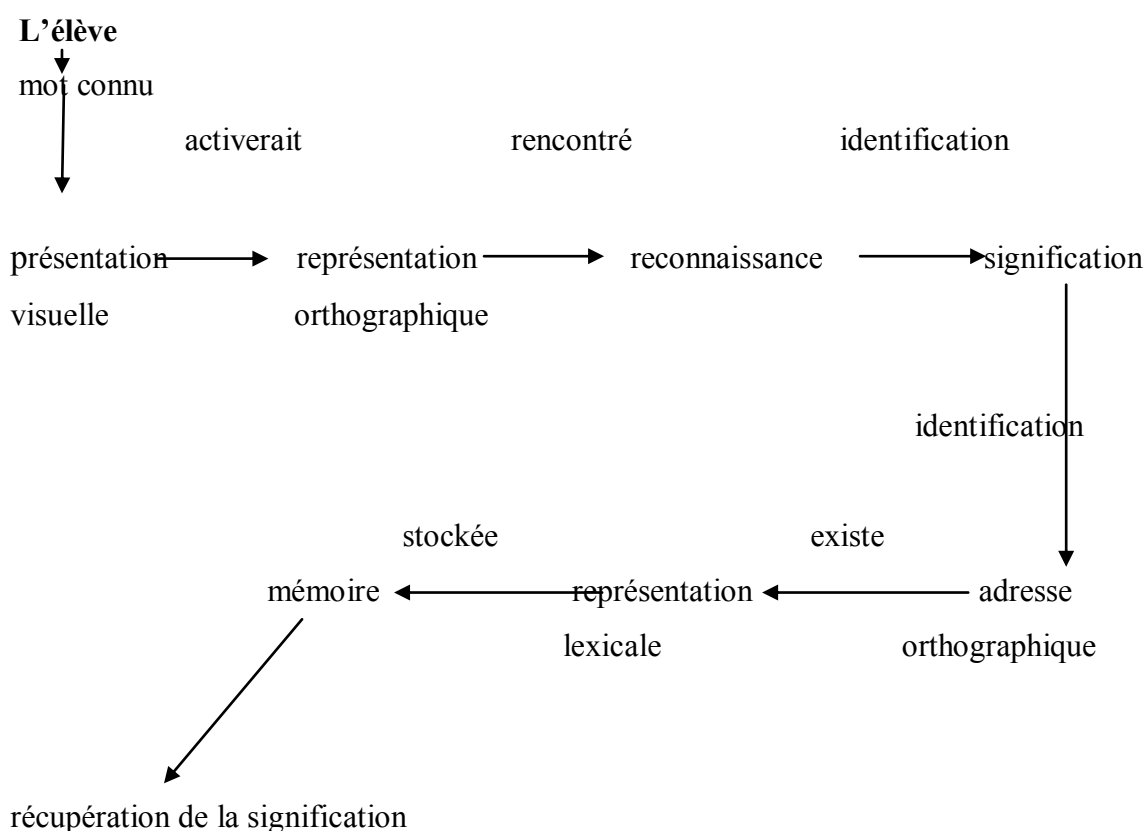 L’élève
mot connu
activerait rencontré identification
présentation représentation reconnaissance signification
visuelle orthographique
identification
stockée existe
mémoire représentation adresse
lexicale orthographique
récupération de la signification